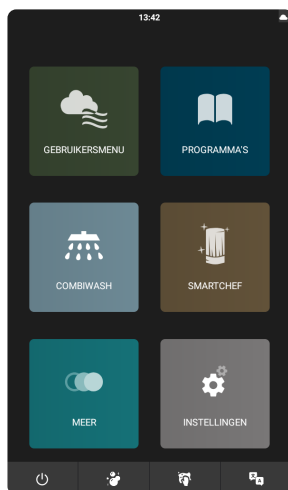 13:42
GEBRUIKERSMENU
PROGRAMMA'S
COMBIWASH
SMARTCHEF
MEER
INSTELLINGEN